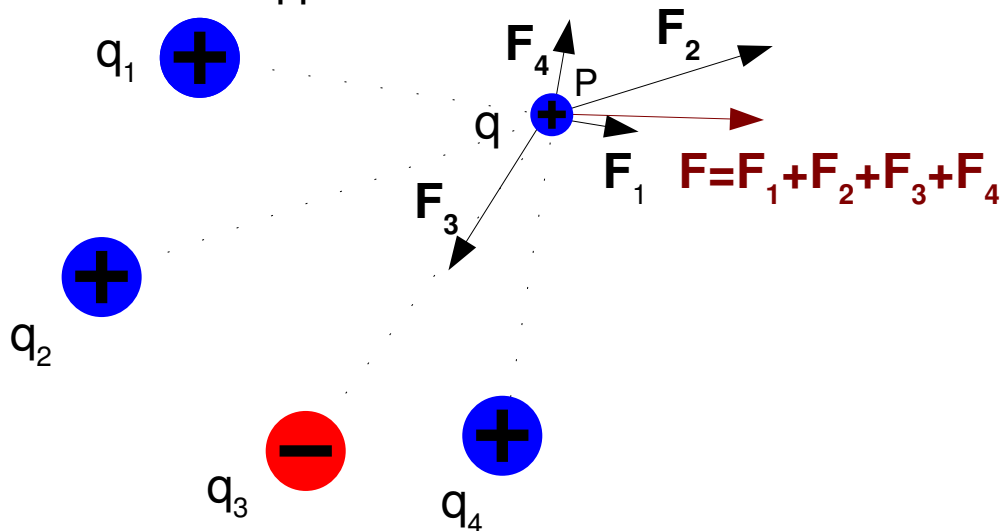 q₁
F₄
F₂
P
q
F₁
F=F₁+F₂+F₃+F₄
F₃
q₂
q₃
q₄